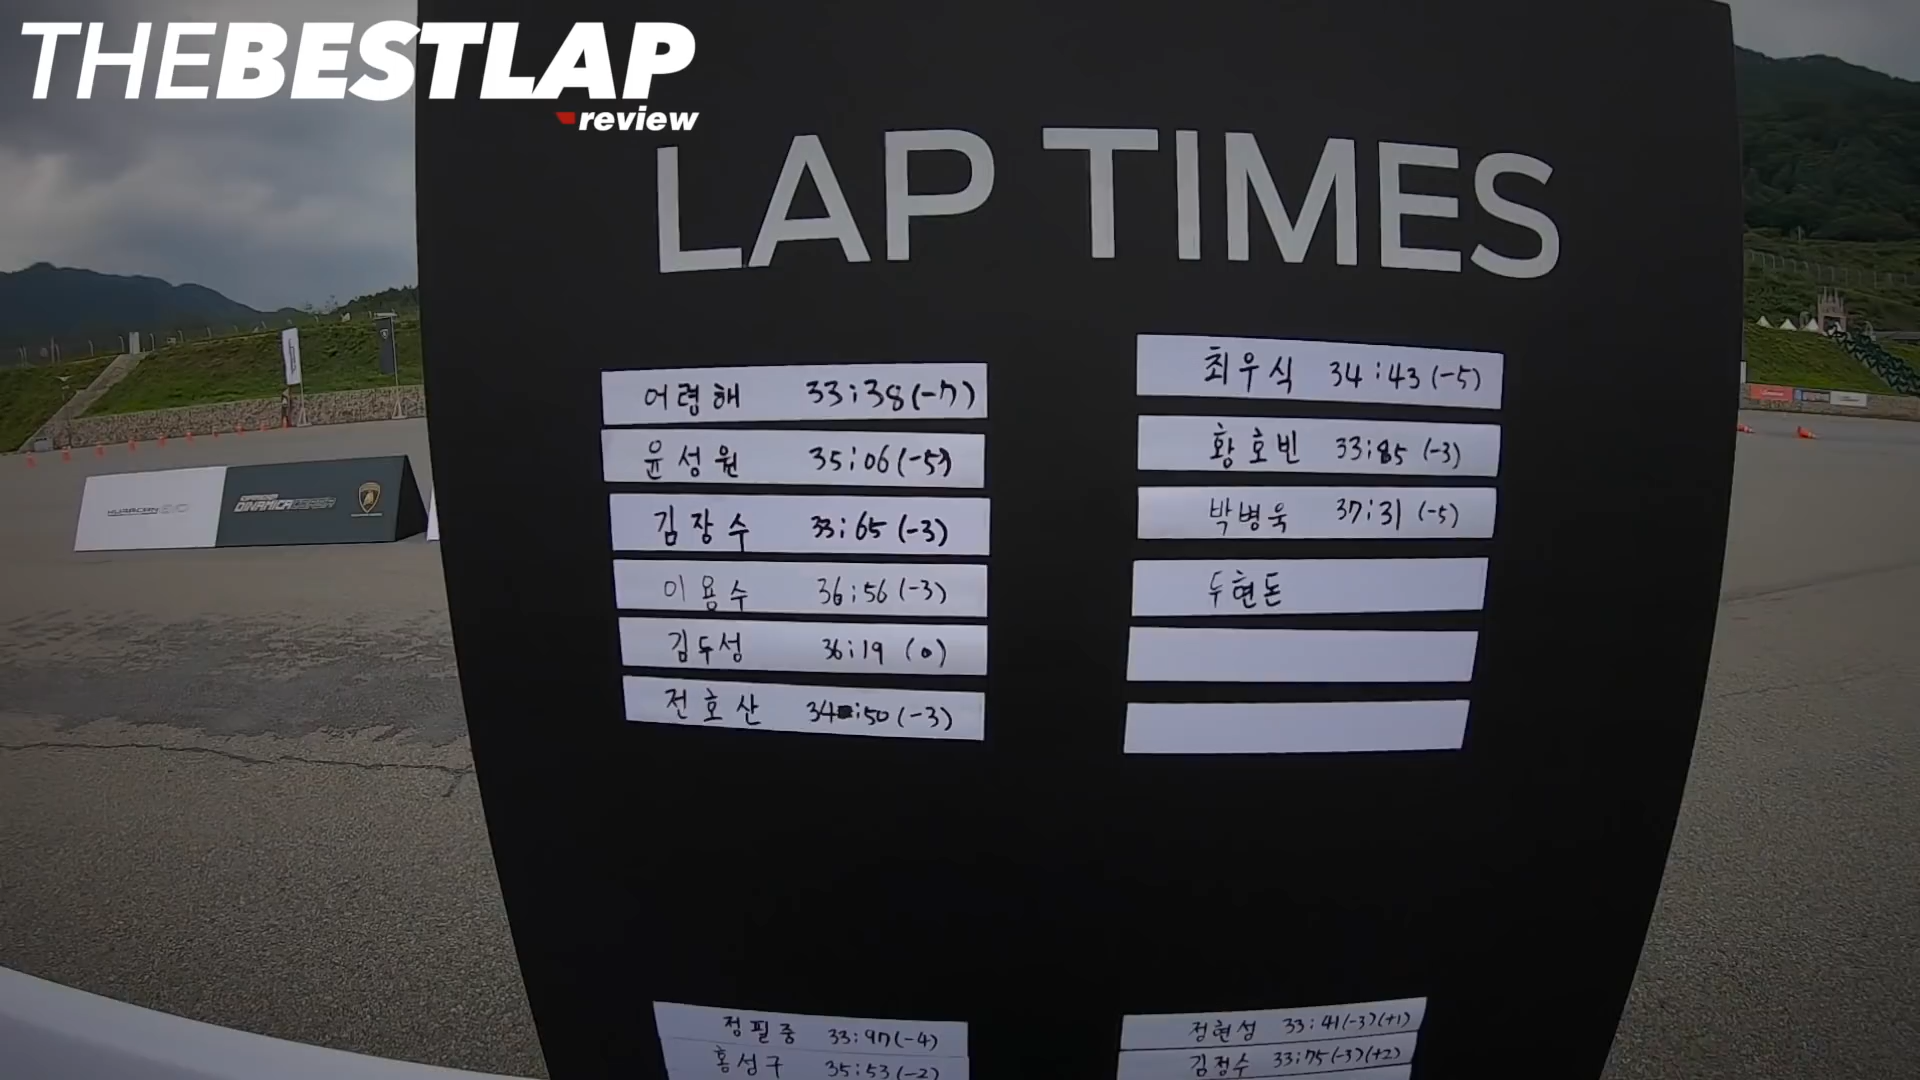 THEBESTLAP
review
LAP TIMES
어령해 33:38(-7)
윤성원 35:06(-5)
김장수 33:65(-3)
이용수 36:56(-3)
김두성 36:19 (0)
전호산 34:50(-3)
최우식 34:43(-5)
황호빈 33:85(-3)
박병욱 37:31(-5)
두현돈
정필중 33:97(-4)
홍성구 35:53(-2)
정현성 33:41(-3)(+1)
김정수 33:75(-3)(+2)
HURACÁN EVO
DINAMICA